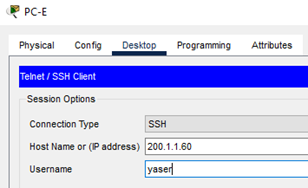 PC-E
Physical Config Desktop Programming Attributes
Telnet / SSH Client
Session Options
Connection Type SSH
Host Name or (IP address) 200.1.1.60
Username yaser